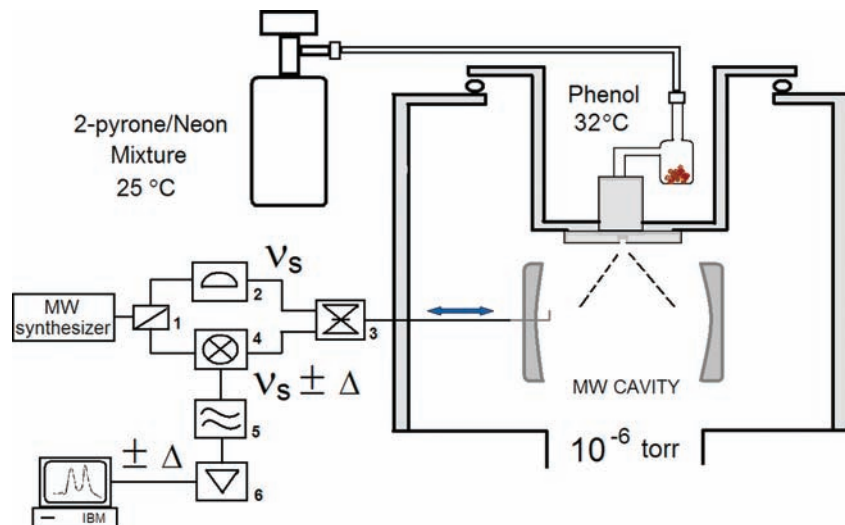 2-pyrone/Neon
Mixture
25 °C
Phenol
32°C
MW
synthesizer
1
2
νs
3
4
νs ± Δ
5
± Δ
6
IBM
MW CAVITY
10⁻⁶ torr